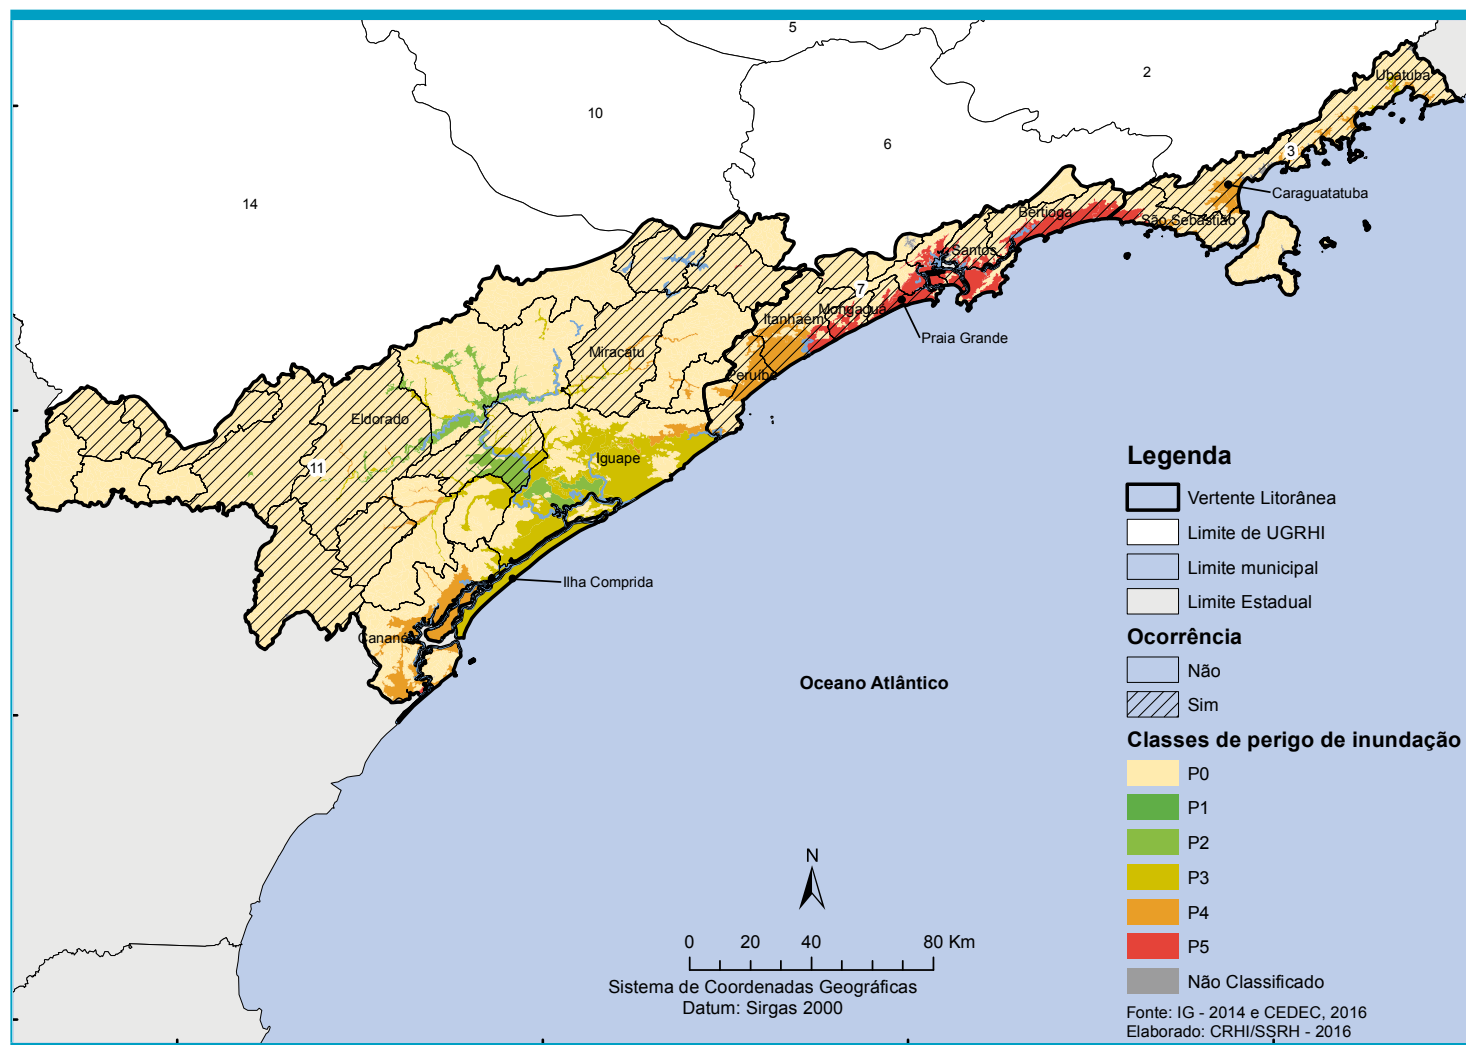 5
2
10
6
Ubatuba
3
14
Caraguatatuba
Bertioga
São Sebastião
Santos
7
Mongaguá
Itanhaém
Praia Grande
Miracatu
Peruíbe
Eldorado
11
Iguape
Ilha Comprida
Cananéia
Oceano Atlântico
N
0 20 40 80 Km
Sistema de Coordenadas Geográficas
Datum: Sirgas 2000
Legenda
Vertente Litorânea
Limite de UGRHI
Limite municipal
Limite Estadual
Ocorrência
Não
Sim
Classes de perigo de inundação
P0
P1
P2
P3
P4
P5
Não Classificado
Fonte: IG - 2014 e CEDEC, 2016
Elaborado: CRHI/SSRH - 2016